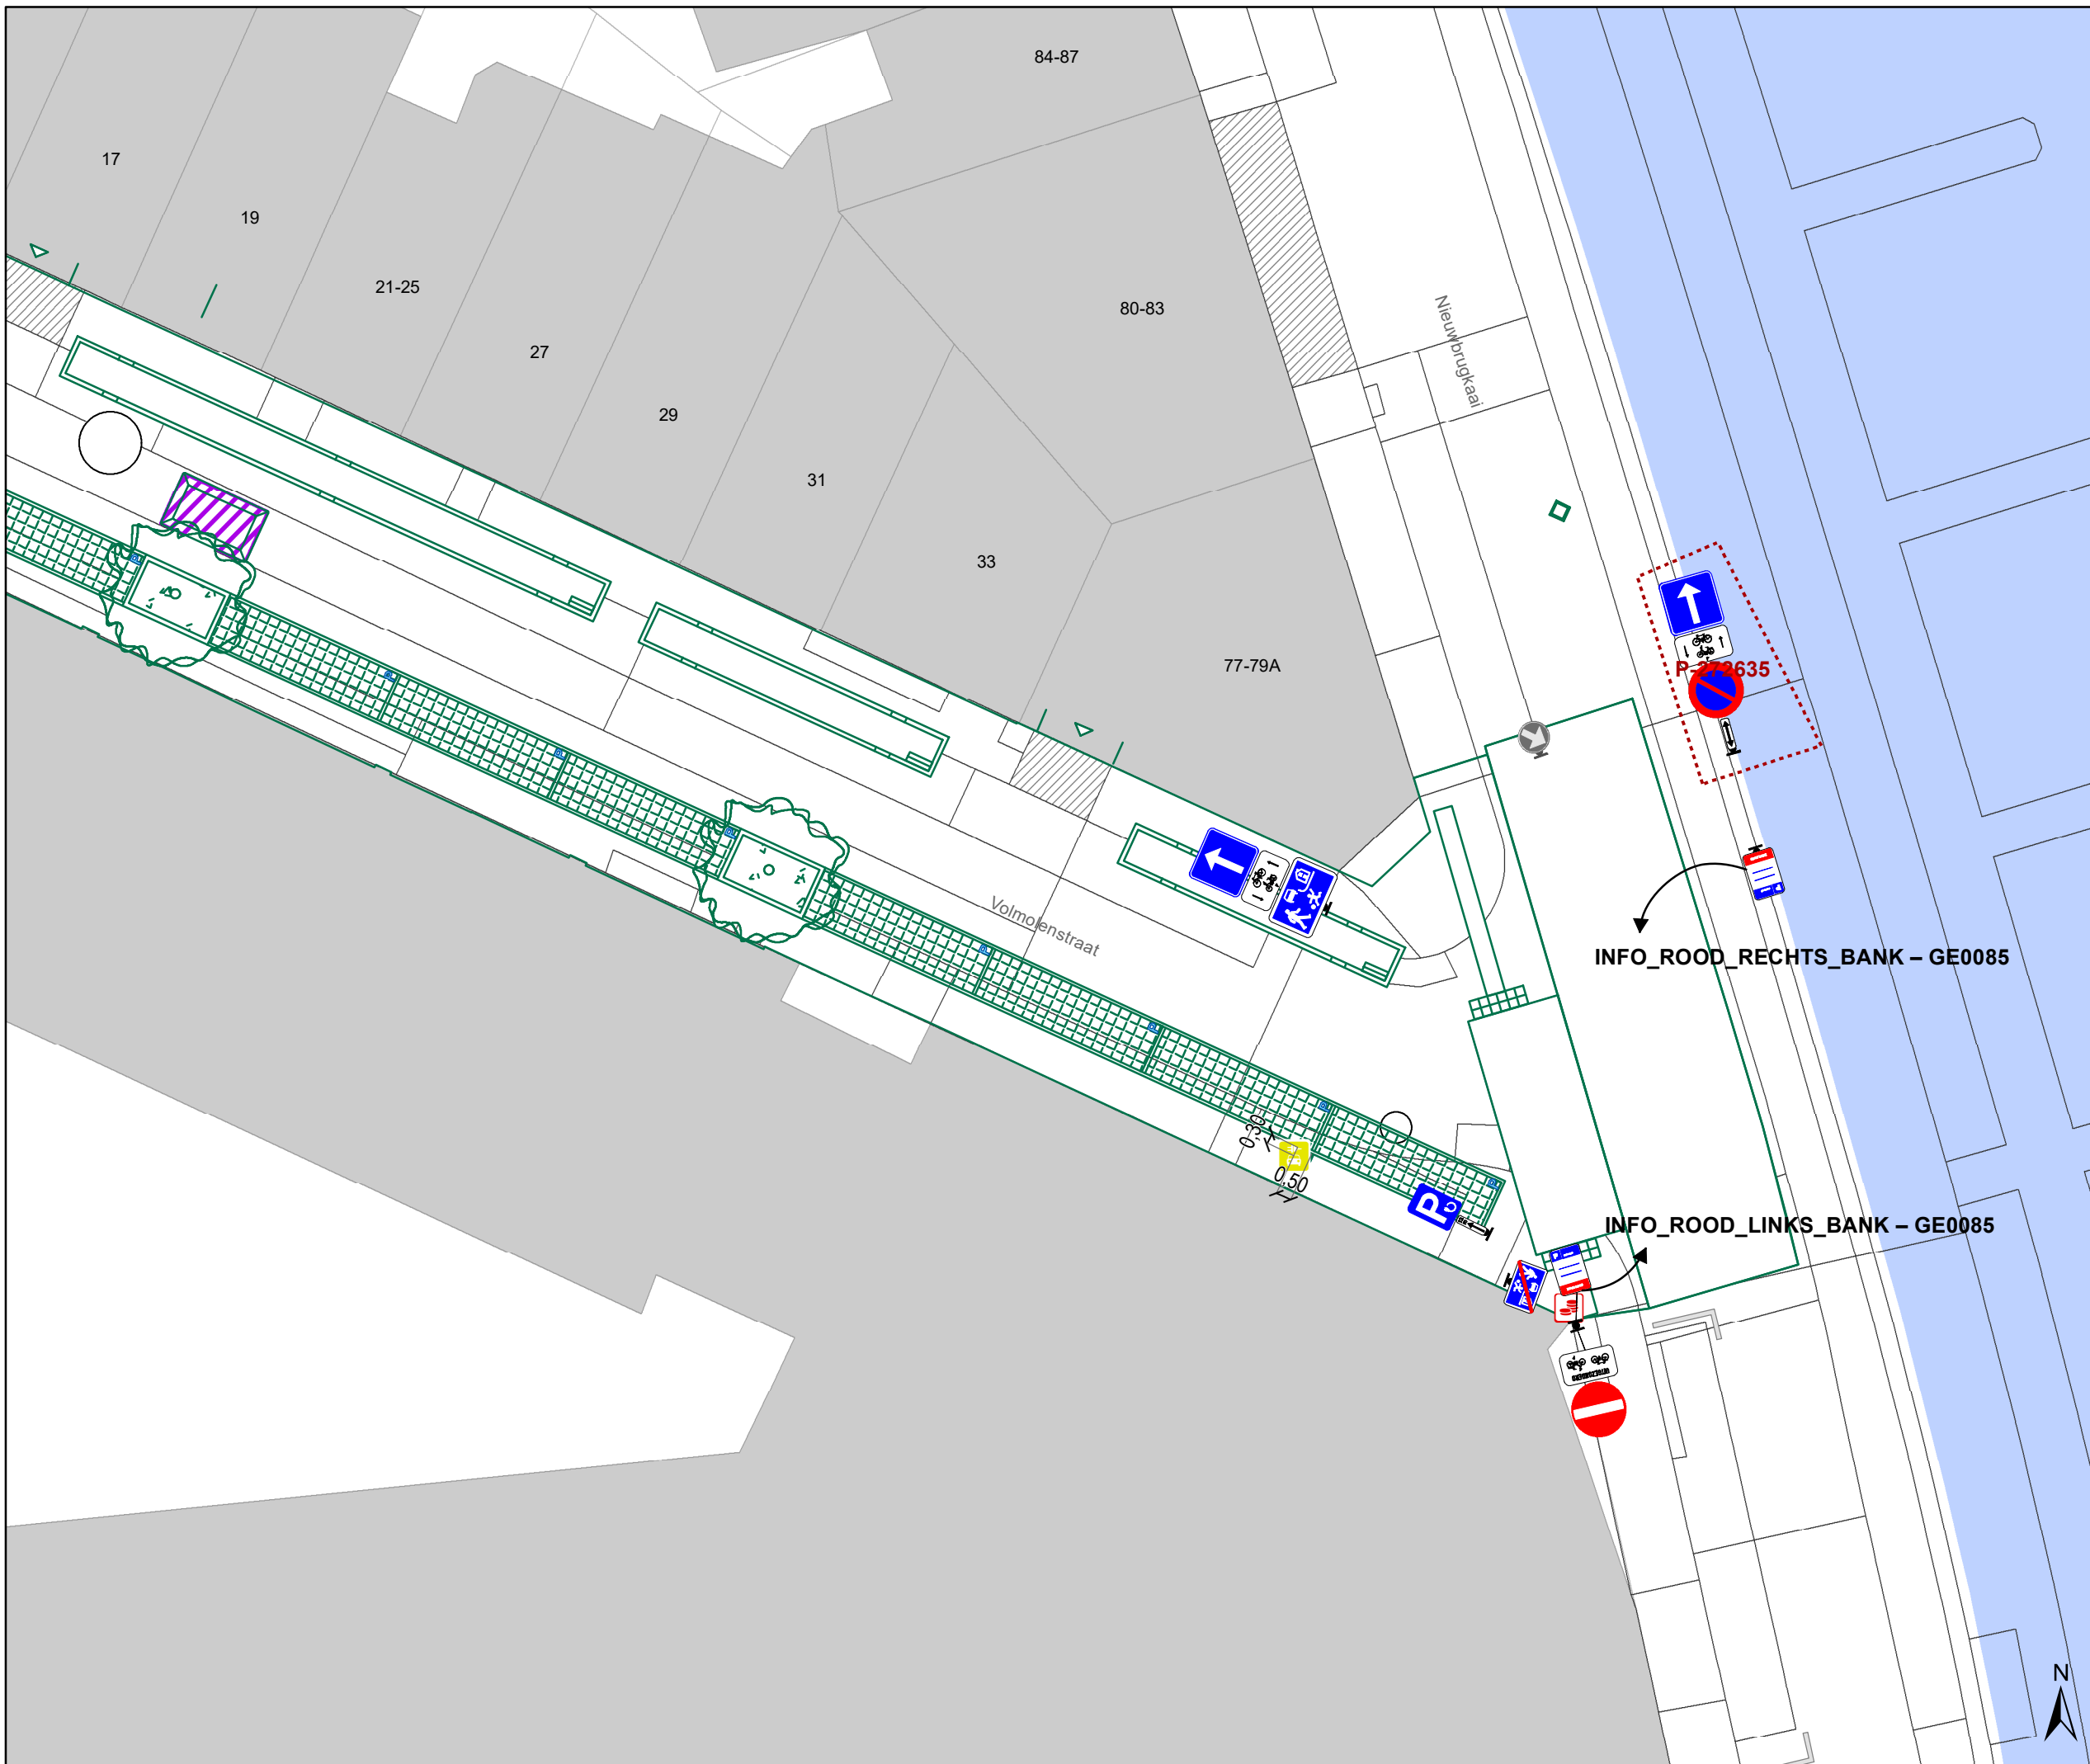 84-87
17
19
21-25
80-83
27
Nieuwbrugkaai
29
31
33
77-79A
P-272635
Volmolenstraat
INFO_ROOD_RECHTS_BANK – GE0085
0,30
0,50
P
INFO_ROOD_LINKS_BANK – GE0085
N